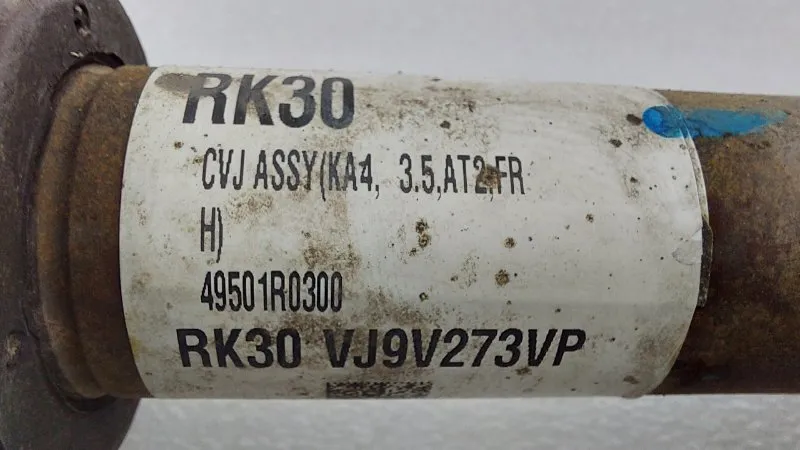 RK30
CVJ ASSY(KA4, 3.5,AT2,FR
H)
49501R0300
RK30 VJ9V273VP